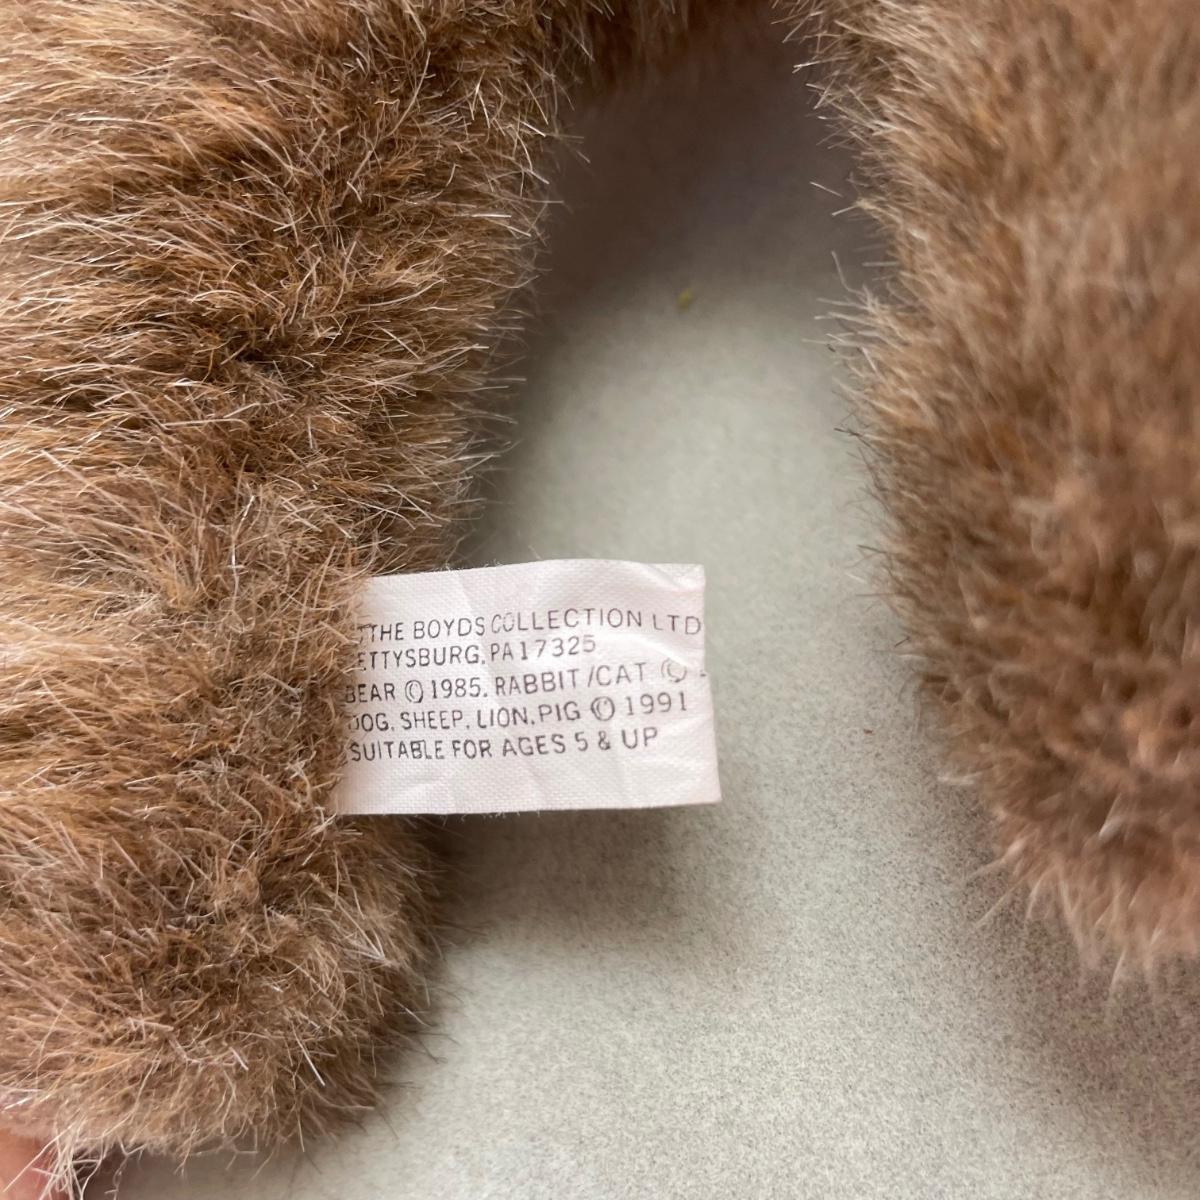 THE BOYDS COLLECTION LTD
ETTYSBURG, PA 17325
BEAR © 1985, RABBIT/CAT ©
DOG, SHEEP, LION, PIG © 1991
SUITABLE FOR AGES 5 & UP